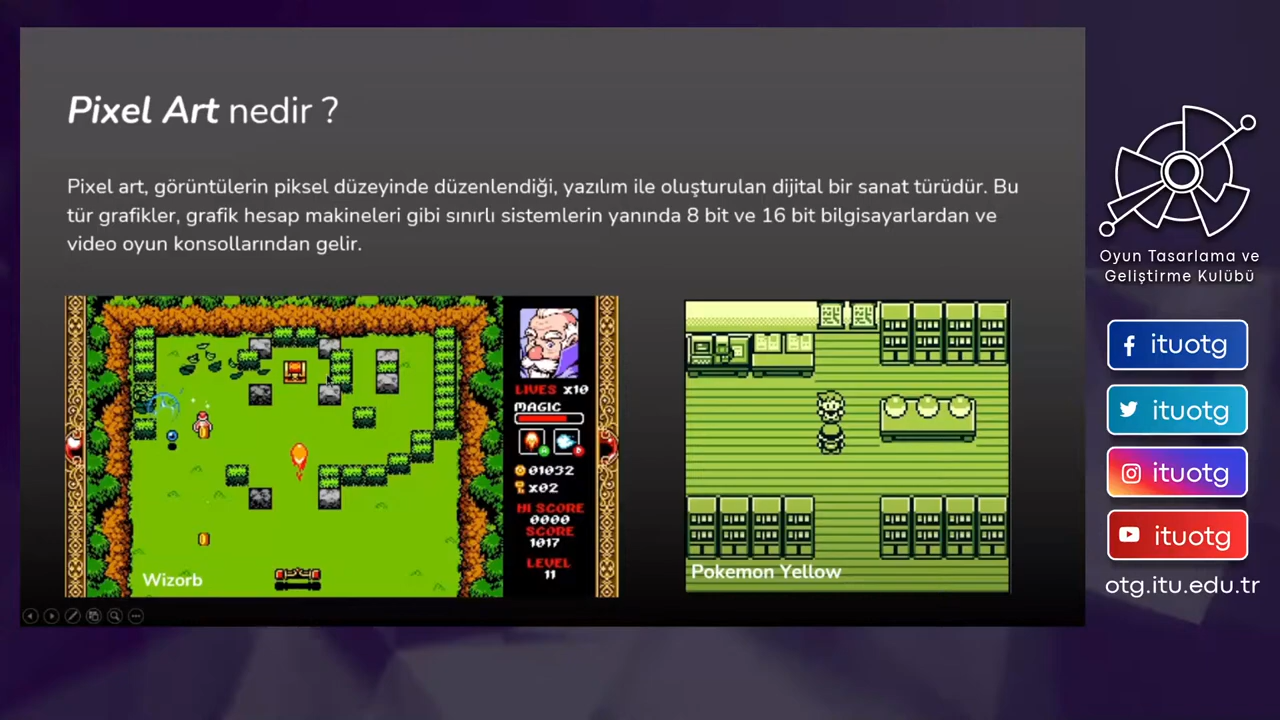 Pixel Art nedir ?
Pixel art, görüntülerin piksel düzeyinde düzenlendiği, yazılım ile oluşturulan dijital bir sanat türüdür. Bu
tür grafikler, grafik hesap makineleri gibi sınırlı sistemlerin yanında 8 bit ve 16 bit bilgisayarlardan ve
video oyun konsollarından gelir.
LIVES x10
MAGIC
01032
x02
HI SCORE
0000
SCORE
1017
LEVEL
11
Wizorb
Pokemon Yellow
Oyun Tasarlama ve
Geliştirme Kulübü
ituotg
ituotg
ituotg
ituotg
otg.itu.edu.tr